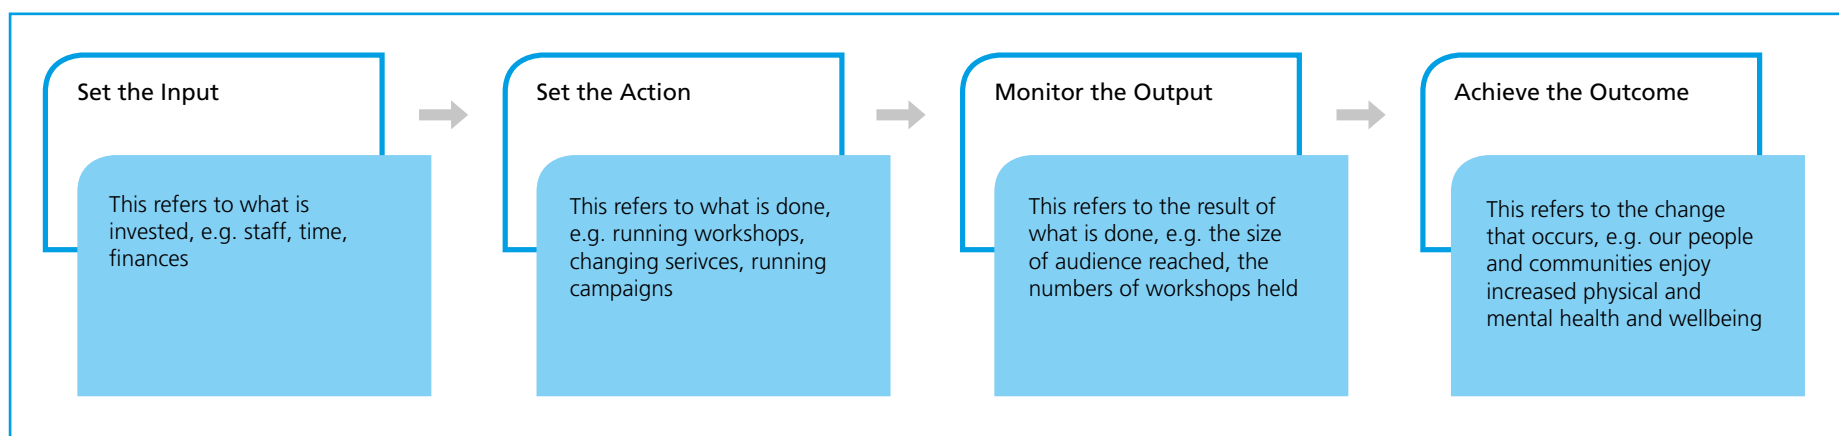 Set the Input
This refers to what is
invested, e.g. staff, time,
finances
Set the Action
This refers to what is done,
e.g. running workshops,
changing serivces, running
campaigns
Monitor the Output
This refers to the result of
what is done, e.g. the size
of audience reached, the
numbers of workshops held
Achieve the Outcome
This refers to the change
that occurs, e.g. our people
and communities enjoy
increased physical and
mental health and wellbeing